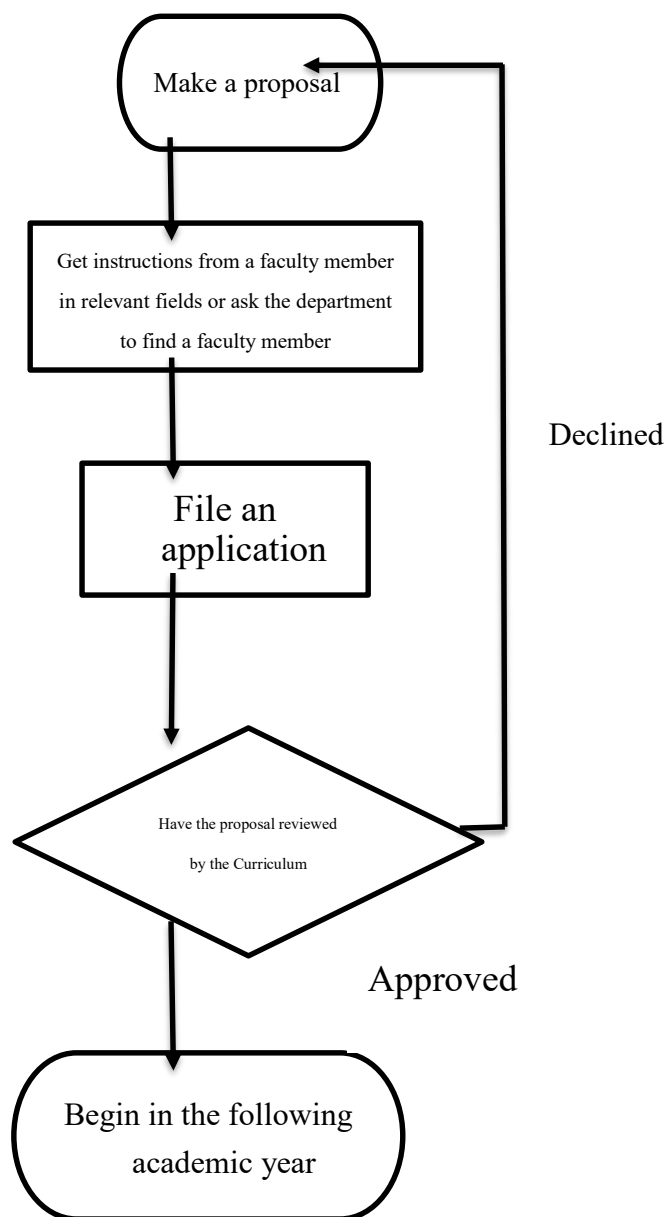 Make a proposal
Get instructions from a faculty member
in relevant fields or ask the department
to find a faculty member
Declined
File an
application
Have the proposal reviewed
by the Curriculum
Approved
Begin in the following
academic year